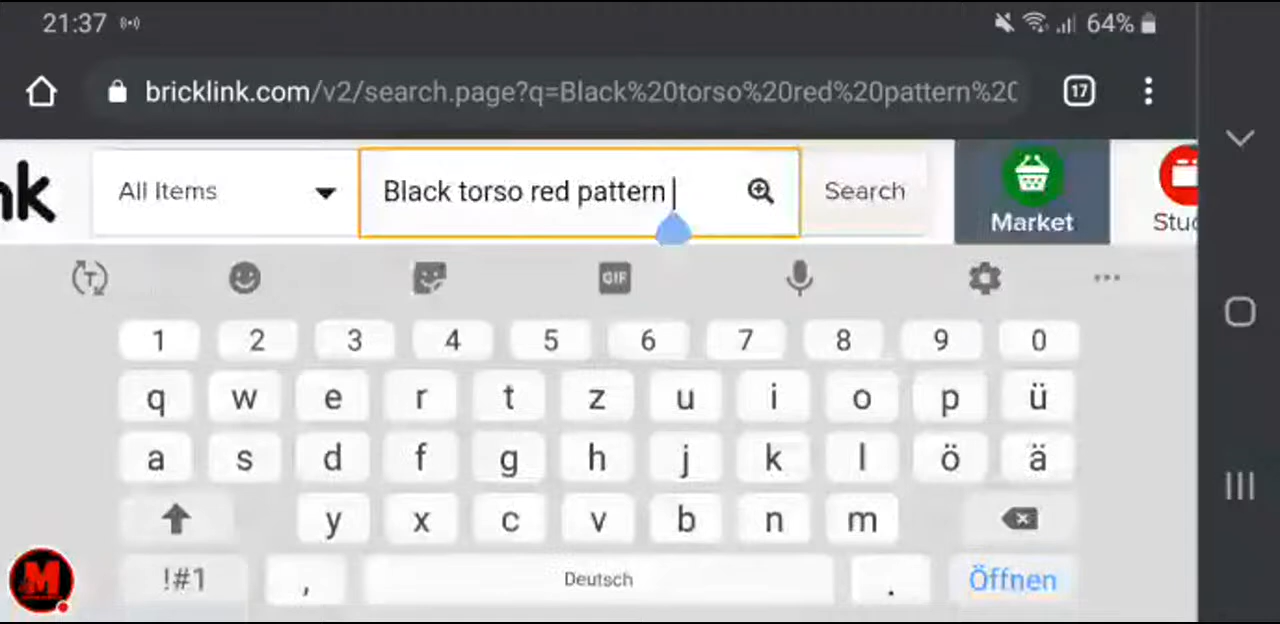 21:37 64%
bricklink.com/v2/search.page?q=Black%20torso%20red%20pattern%20 17
nk All Items Black torso red pattern Search Market Stu
T GIF ...
1 2 3 4 5 6 7 8 9 0
q w e r t z u i o p ü
a s d f g h j k l ö ä
y x c v b n m
M !#1 , Deutsch . Öffnen